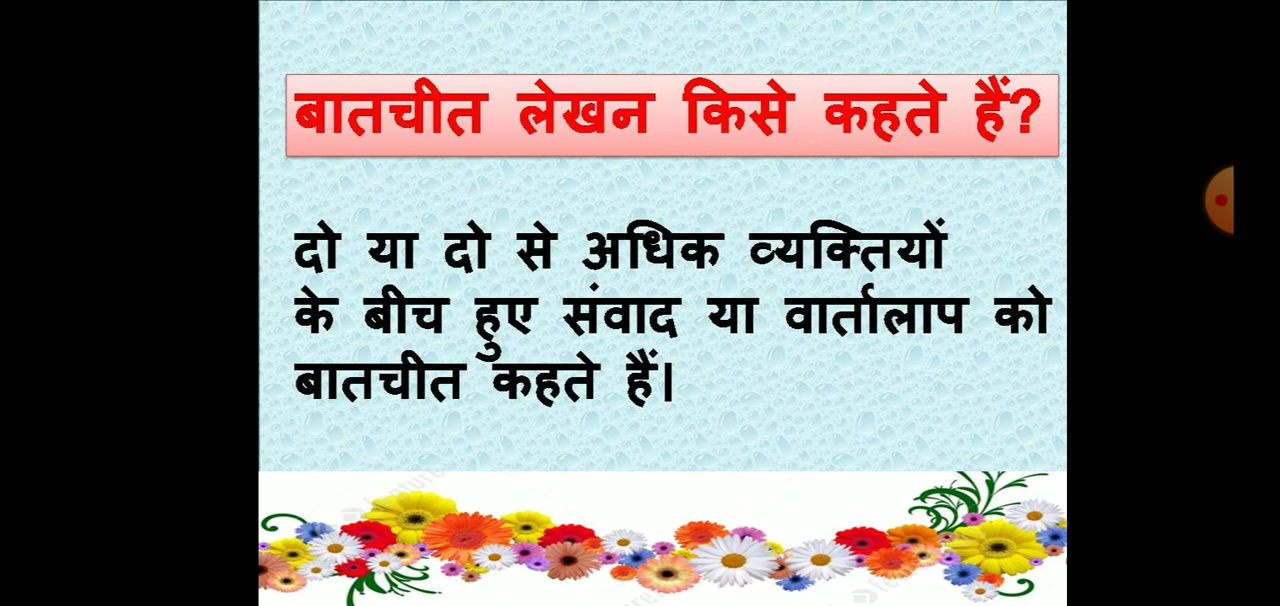 बातचीत लेखन किसे कहते हैं?
दो या दो से अधिक व्यक्तियों
के बीच हुए संवाद या वार्तालाप को
बातचीत कहते हैं।